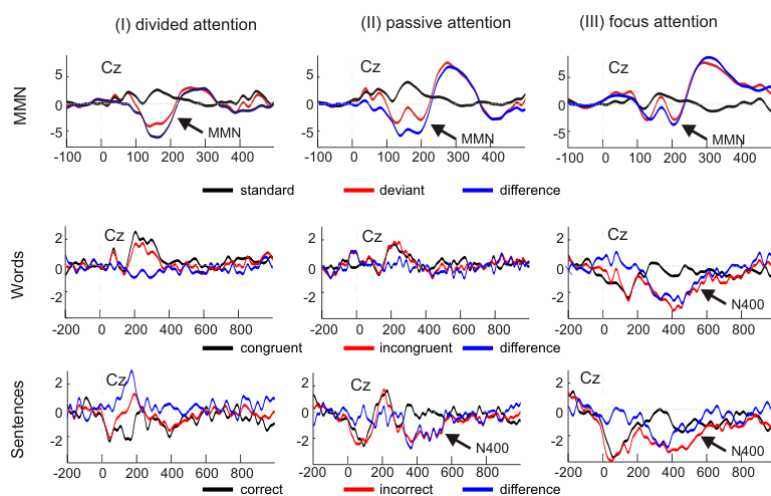 (I) divided attention (II) passive attention (III) focus attention
MMN
Cz Cz Cz
5 5 5
0 0 0
-5 -5 -5
MMN MMN MMN
-100 0 100 200 300 400 -100 0 100 200 300 400 -100 0 100 200 300 400
standard deviant difference
Words
Cz Cz Cz
2 2 2
0 0 0
-2 -2 -2
N400
-200 0 200 400 600 800 -200 0 200 400 600 800 -200 0 200 400 600 800
congruent incongruent difference
Sentences
Cz Cz Cz
2 2 2
0 0 0
-2 -2 -2
N400 N400
-200 0 200 400 600 800 -200 0 200 400 600 800 -200 0 200 400 600 800
correct incorrect difference